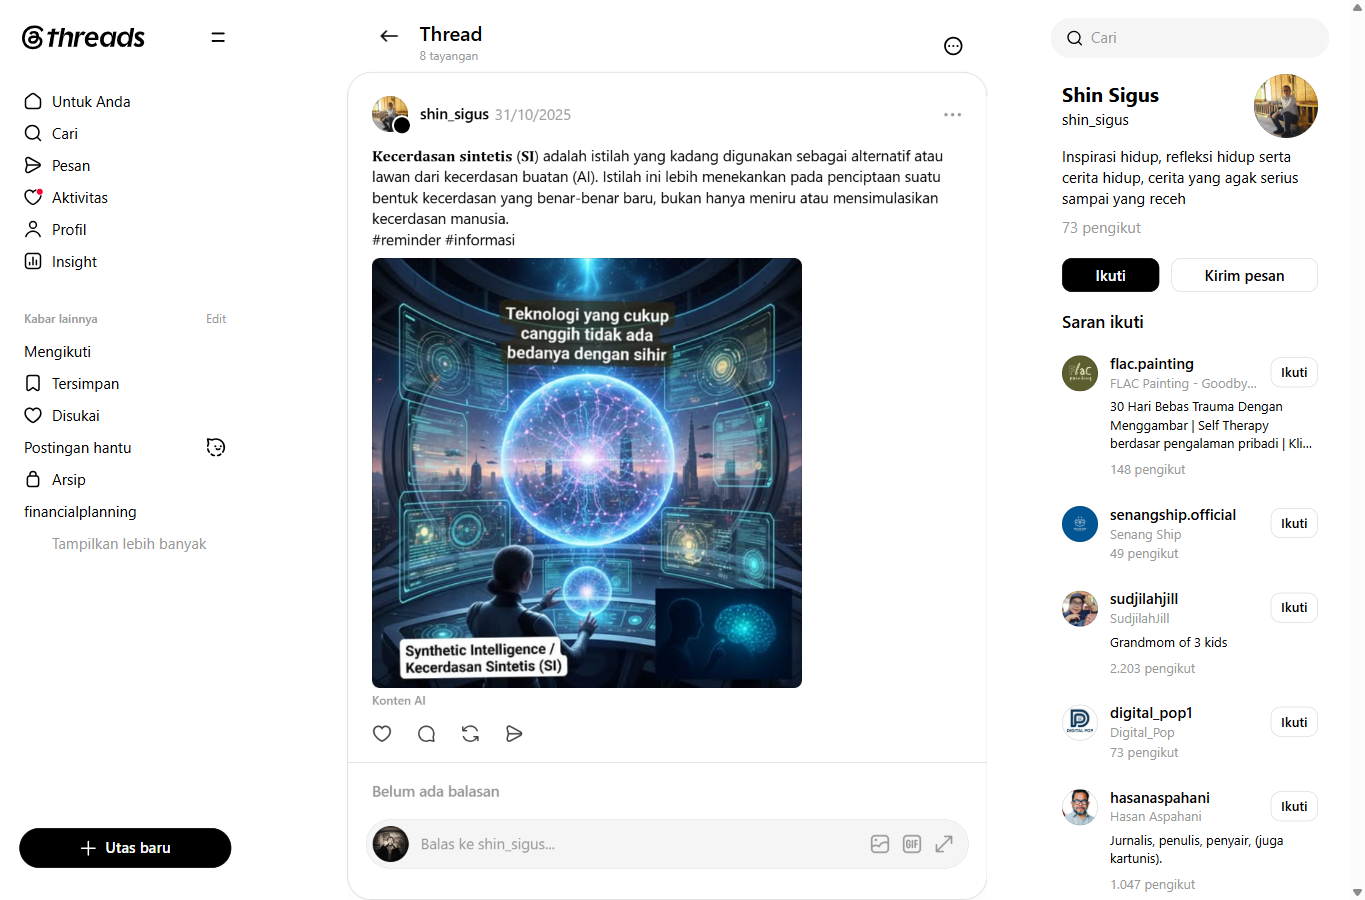 threads
Untuk Anda
Cari
Pesan
Aktivitas
Profil
Insight
Kabar lainnya
Edit
Mengikuti
Tersimpan
Disukai
Postingan hantu
Arsip
financialplanning
Tampilkan lebih banyak
Utas baru
Thread
8 tayangan
shin_sigus 31/10/2025
Kecerdasan sintetis (SI) adalah istilah yang kadang digunakan sebagai alternatif atau
lawan dari kecerdasan buatan (AI). Istilah ini lebih menekankan pada penciptaan suatu
bentuk kecerdasan yang benar-benar baru, bukan hanya meniru atau mensimulasikan
kecerdasan manusia.
#reminder #informasi
Teknologi yang cukup
canggih tidak ada
bedanya dengan sihir
Synthetic Intelligence /
Kecerdasan Sintetis (SI)
Konten AI
Belum ada balasan
Balas ke shin_sigus...
GIF
Cari
Shin Sigus
shin_sigus
Inspirasi hidup, refleksi hidup serta
cerita hidup, cerita yang agak serius
sampai yang receh
73 pengikut
Ikuti
Kirim pesan
Saran ikuti
flac.painting
FLAC Painting - Goodby...
Ikuti
30 Hari Bebas Trauma Dengan
Menggambar | Self Therapy
berdasar pengalaman pribadi | Kli...
148 pengikut
senangship.official
Senang Ship
Ikuti
49 pengikut
sudjilahjill
SudjilahJill
Ikuti
Grandmom of 3 kids
2.203 pengikut
digital_pop1
Digital_Pop
Ikuti
DIGITAL POP
73 pengikut
hasanaspahani
Hasan Aspahani
Ikuti
Jurnalis, penulis, penyair, (juga
kartunis).
1.047 pengikut